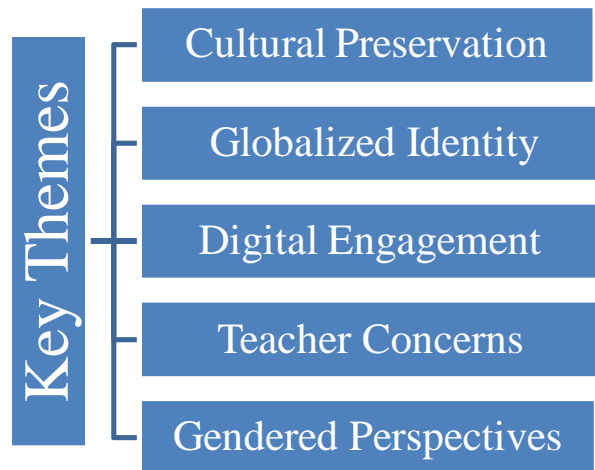 Key Themes
Cultural Preservation
Globalized Identity
Digital Engagement
Teacher Concerns
Gendered Perspectives